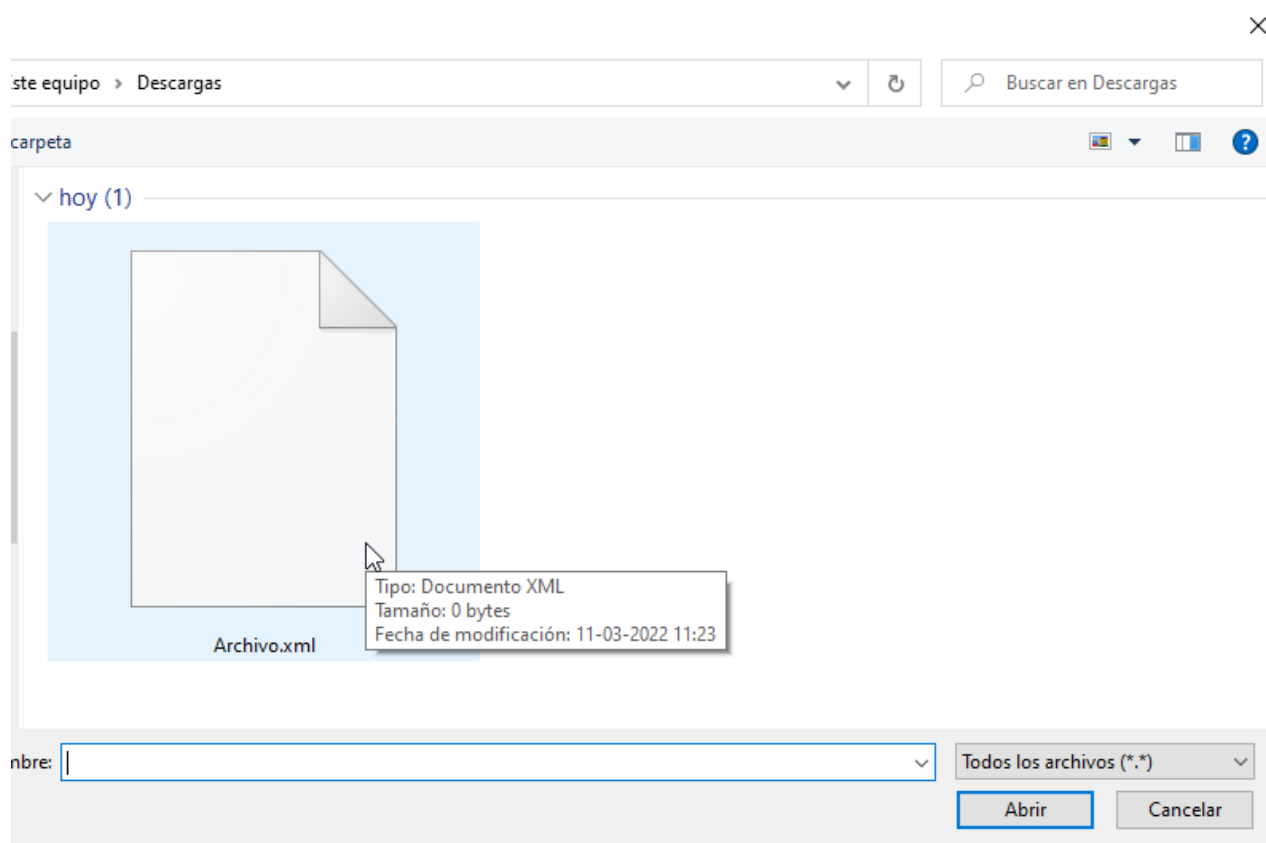 ste equipo > Descargas
Buscar en Descargas
carpeta
hoy (1)
Tipo: Documento XML
Tamaño: 0 bytes
Fecha de modificación: 11-03-2022 11:23
Archivo.xml
mbre:
Todos los archivos (*.*)
Abrir
Cancelar